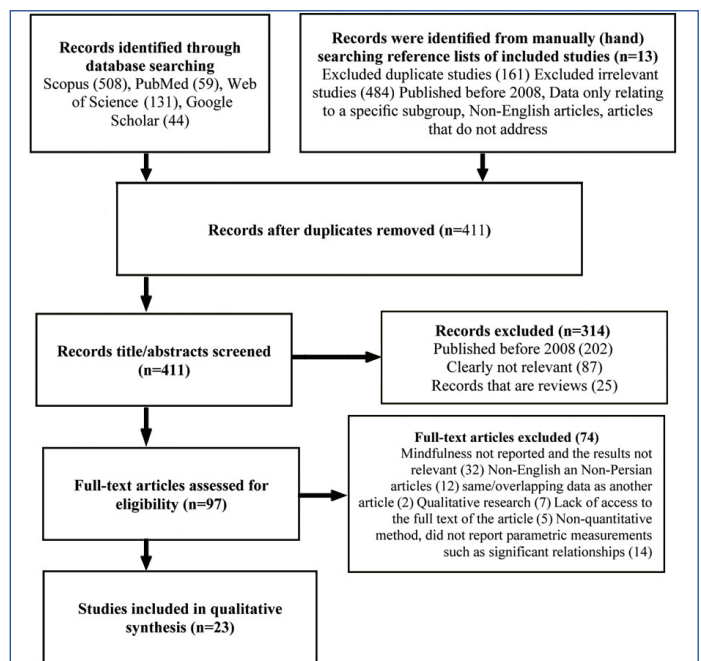 Records identified through
database searching
Scopus (508), PubMed (59), Web
of Science (131), Google
Scholar (44)
Records were identified from manually (hand)
searching reference lists of included studies (n=13)
Excluded duplicate studies (161) Excluded irrelevant
studies (484) Published before 2008, Data only relating
to a specific subgroup, Non-English articles, articles
that do not address
Records after duplicates removed (n=411)
Records title/abstracts screened
(n=411)
Records excluded (n=314)
Published before 2008 (202)
Clearly not relevant (87)
Records that are reviews (25)
Full-text articles assessed for
eligibility (n=97)
Full-text articles excluded (74)
Mindfulness not reported and the results not
relevant (32) Non-English an Non-Persian
articles (12) same/overlapping data as another
article (2) Qualitative research (7) Lack of access to
the full text of the article (5) Non-quantitative
method, did not report parametric measurements
such as significant relationships (14)
Studies included in qualitative
synthesis (n=23)